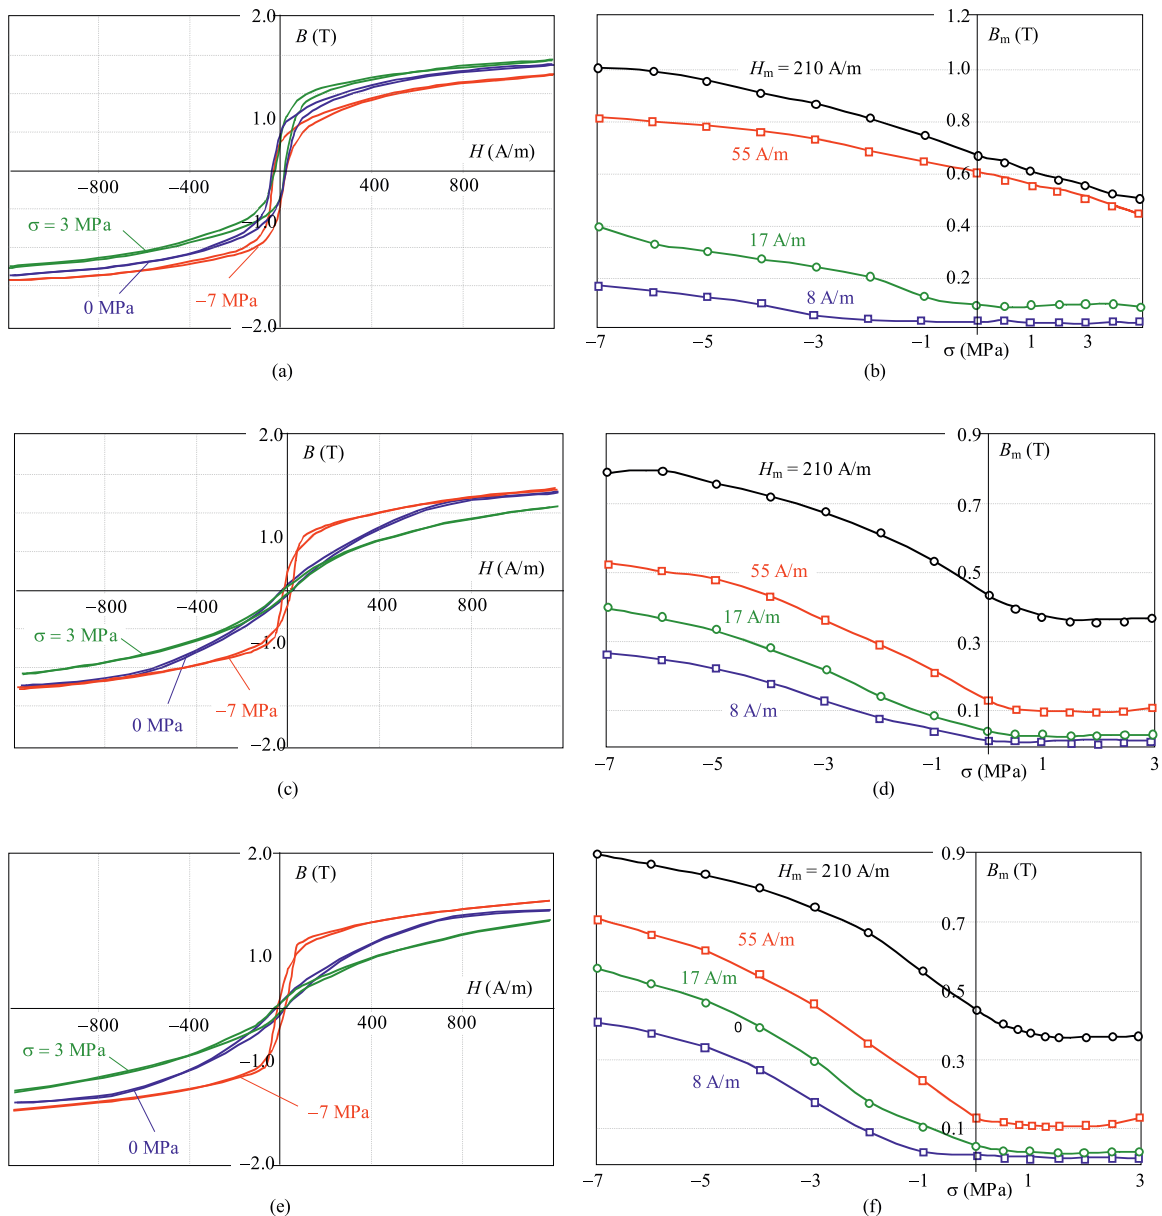 2.0
B (T)
1.0
H (A/m)
−800
−400
400
800
−1.0
σ = 3 MPa
0 MPa
−7 MPa
−2.0
(a)
1.2
Bm (T)
Hm = 210 A/m
1.0
0.8
55 A/m
0.6
0.4
17 A/m
0.2
8 A/m
−7
−5
−3
−1
1
3
σ (MPa)
(b)
2.0
B (T)
1.0
H (A/m)
−800
−400
400
800
−1.0
σ = 3 MPa
0 MPa
−7 MPa
−2.0
(c)
0.9
Bm (T)
Hm = 210 A/m
0.7
0.5
55 A/m
17 A/m
0.3
8 A/m
0.1
−7
−5
−3
−1
1
3
σ (MPa)
(d)
2.0
B (T)
1.0
H (A/m)
−800
−400
400
800
σ = 3 MPa
−1.0
−7 MPa
0 MPa
−2.0
(e)
0.9
Bm (T)
Hm = 210 A/m
0.7
55 A/m
17 A/m
0.5
0
0.3
8 A/m
0.1
−7
−5
−3
−1
1
3
σ (MPa)
(f)